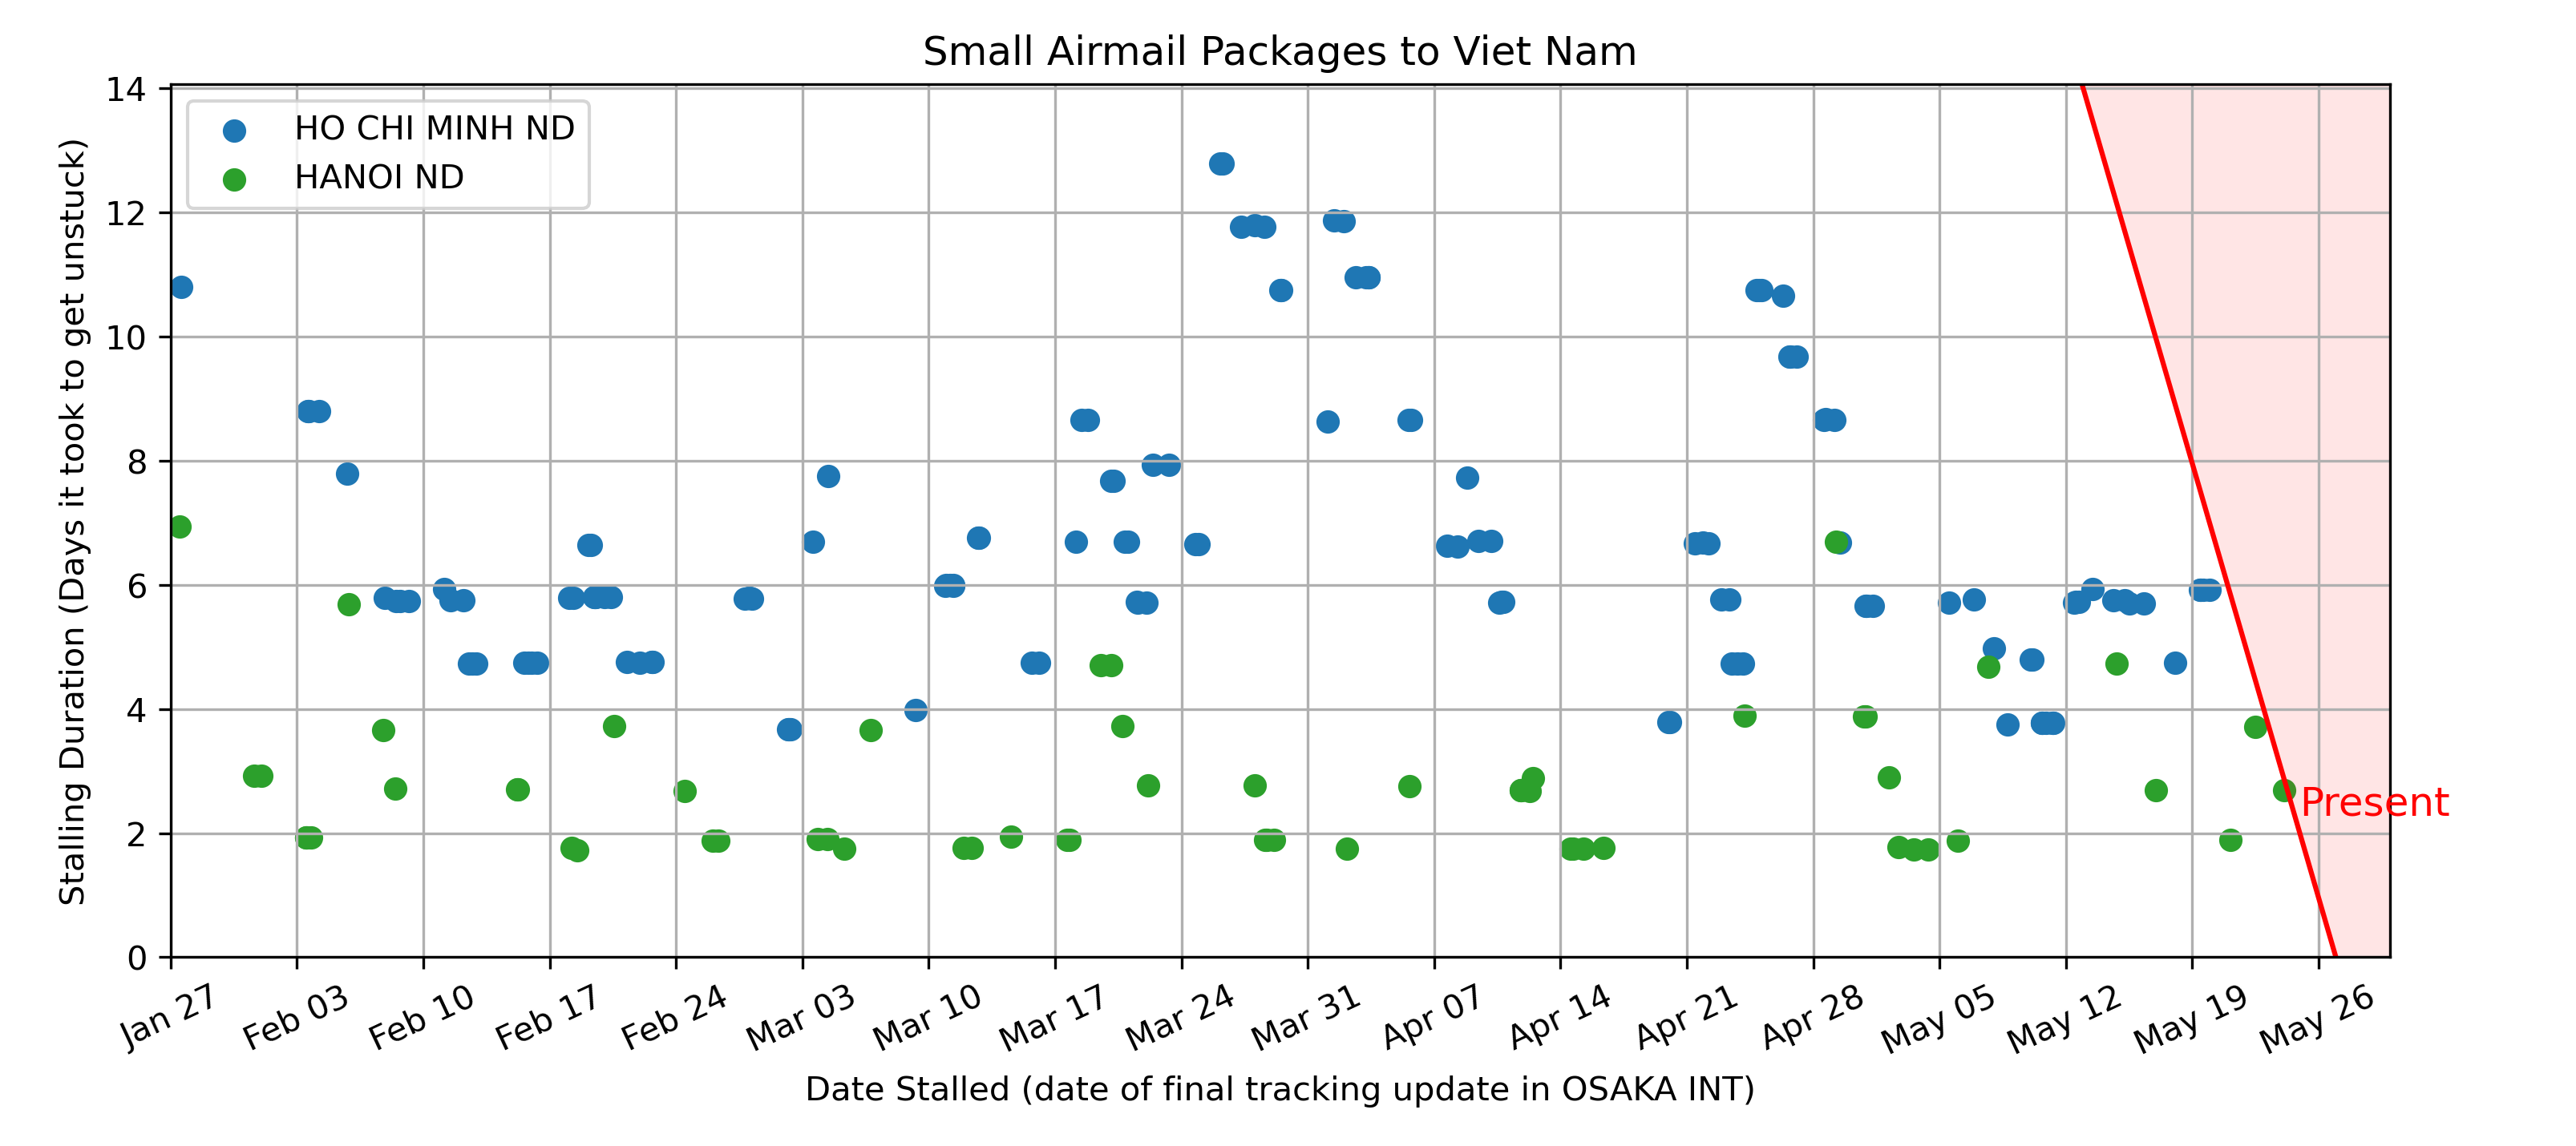 Small Airmail Packages to Viet Nam
HO CHI MINH ND
HANOI ND
Stalling Duration (Days it took to get unstuck)
14
12
10
8
6
4
2
0
Present
Jan 27
Feb 03
Feb 10
Feb 17
Feb 24
Mar 03
Mar 10
Mar 17
Mar 24
Mar 31
Apr 07
Apr 14
Apr 21
Apr 28
May 05
May 12
May 19
May 26
Date Stalled (date of final tracking update in OSAKA INT)